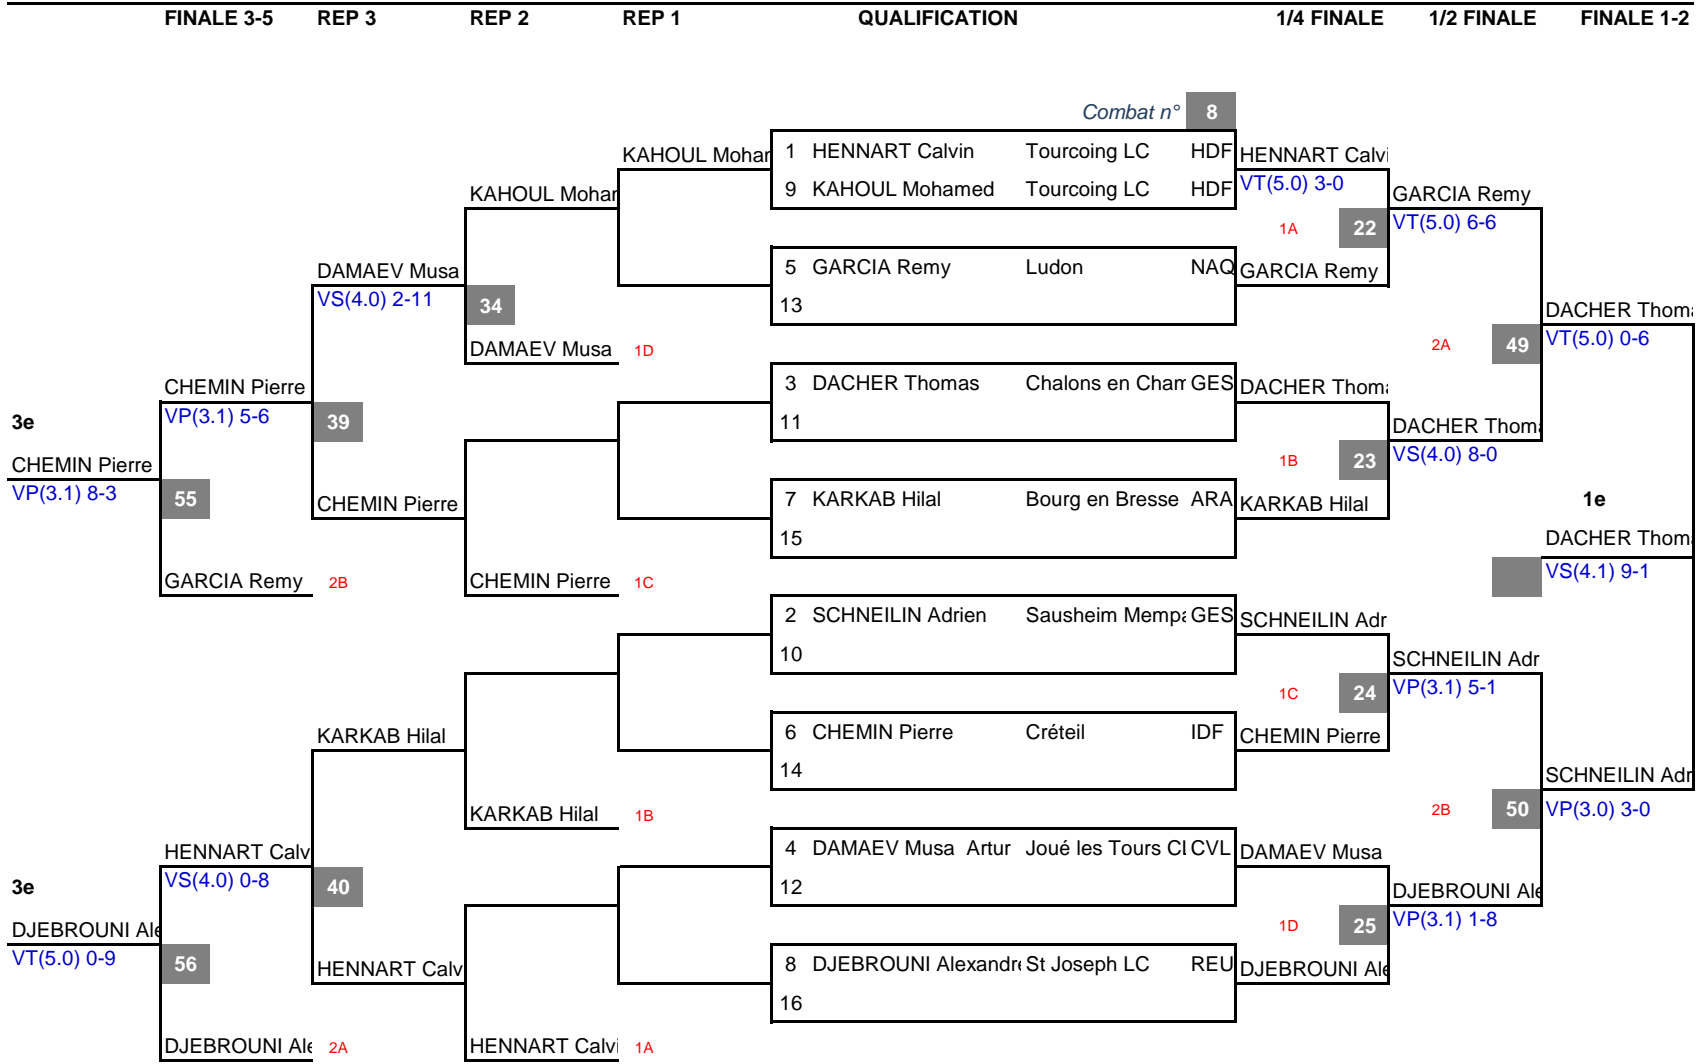 FINALE 3-5 REP 3 REP 2 REP 1 QUALIFICATION 1/4 FINALE 1/2 FINALE FINALE 1-2
Combat n° 8
KAHOUL Mohar 1 HENNART Calvin Tourcoing LC HDF HENNART Calvi
KAHOUL Mohar 9 KAHOUL Mohamed Tourcoing LC HDF VT(5.0) 3-0 GARCIA Remy
1A 22 VT(5.0) 6-6
DAMAEV Musa 5 GARCIA Remy Ludon NAQ GARCIA Remy
VS(4.0) 2-11 34 13 DACHER Thoma
DAMAEV Musa 1D 2A 49 VT(5.0) 0-6
CHEMIN Pierre 3 DACHER Thomas Chalons en Cham GES DACHER Thoma
3e VP(3.1) 5-6 39 11 DACHER Thoma
CHEMIN Pierre 1B 23 VS(4.0) 8-0
VP(3.1) 8-3 55 CHEMIN Pierre 7 KARKAB Hilal Bourg en Bresse ARA KARKAB Hilal 1e
15 DACHER Thoma
GARCIA Remy 2B CHEMIN Pierre 1C VS(4.1) 9-1
2 SCHNEILIN Adrien Sausheim Mempa GES SCHNEILIN Adr
10 SCHNEILIN Adr
1C 24 VP(3.1) 5-1
KARKAB Hilal 6 CHEMIN Pierre Créteil IDF CHEMIN Pierre
14 SCHNEILIN Adr
KARKAB Hilal 1B 2B 50 VP(3.0) 3-0
HENNART Calv 4 DAMAEV Musa Artur Joué les Tours CL CVL DAMAEV Musa
3e VS(4.0) 0-8 40 12 DJEBROUNI Ale
DJEBROUNI Ale 1D 25 VP(3.1) 1-8
VT(5.0) 0-9 56 HENNART Calv 8 DJEBROUNI Alexandre St Joseph LC REU DJEBROUNI Ale
16
DJEBROUNI Ale 2A HENNART Calvi 1A